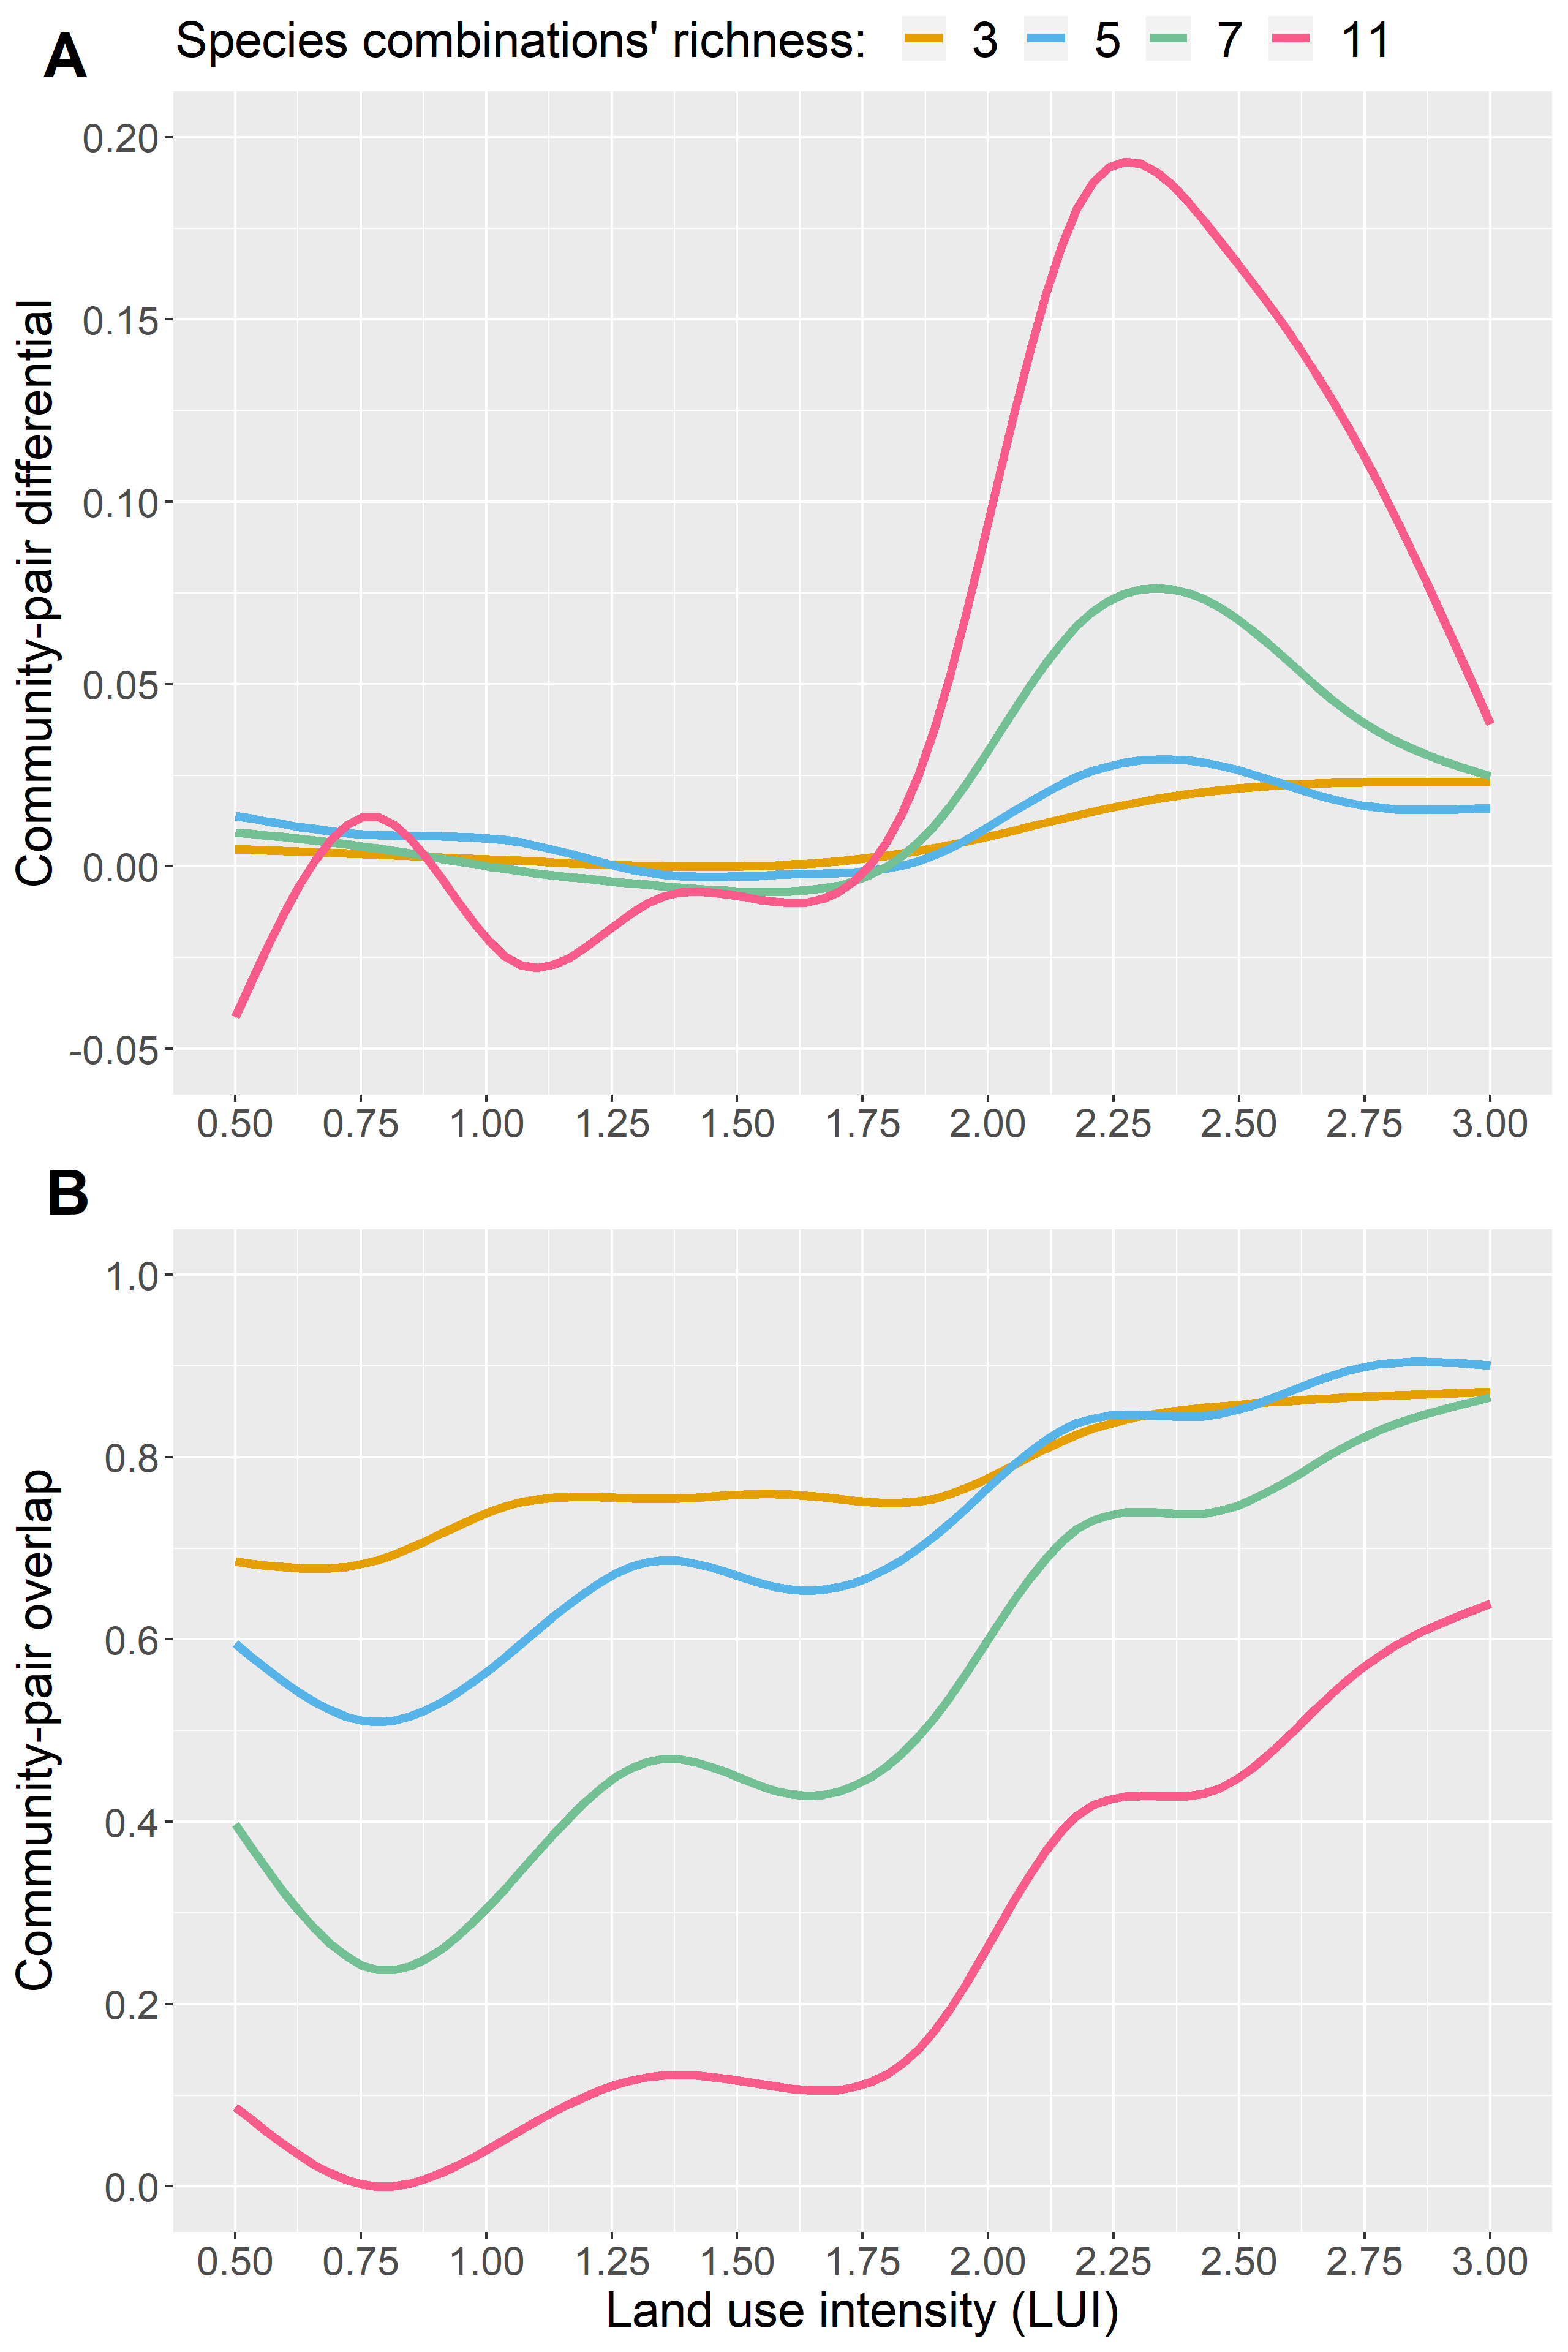 A
Species combinations' richness: 3 5 7 11
Community-pair differential
0.20
0.15
0.10
0.05
0.00
-0.05
0.50 0.75 1.00 1.25 1.50 1.75 2.00 2.25 2.50 2.75 3.00
B
Community-pair overlap
1.0
0.8
0.6
0.4
0.2
0.0
0.50 0.75 1.00 1.25 1.50 1.75 2.00 2.25 2.50 2.75 3.00
Land use intensity (LUI)